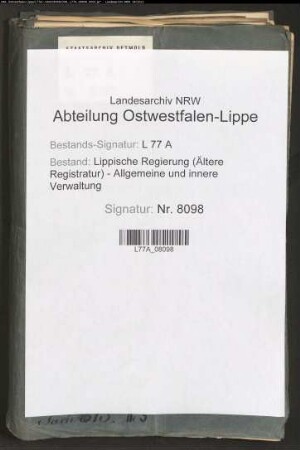 STAATSARCHIV DETMOLD
Landesarchiv NRW
Abteilung Ostwestfalen-Lippe
Bestands-Signatur: L 77 A
Bestand: Lippische Regierung (Ältere
Registratur) - Allgemeine und innere
Verwaltung
Signatur: Nr. 8098
L77A_08098